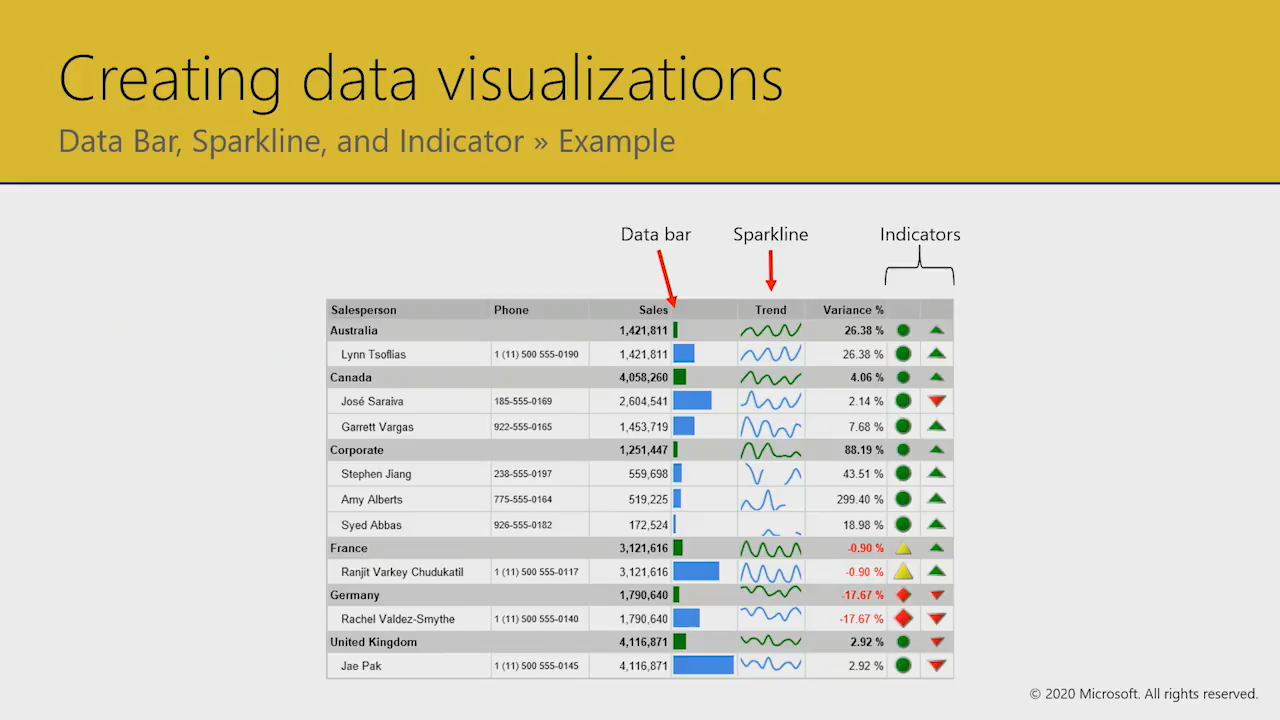 Creating data visualizations
Data Bar, Sparkline, and Indicator » Example
Data bar Sparkline Indicators
Salesperson Phone Sales Trend Variance %
Australia 1,421,811 26.38 %
Lynn Tsoflias 1 (11) 500 555-0190 1,421,811 26.38 %
Canada 4,058,260 4.06 %
José Saraiva 185-555-0169 2,604,541 2.14 %
Garrett Vargas 922-555-0165 1,453,719 7.68 %
Corporate 1,251,447 88.19 %
Stephen Jiang 238-555-0197 559,698 43.51 %
Amy Alberts 775-555-0164 519,225 299.40 %
Syed Abbas 926-555-0182 172,524 18.98 %
France 3,121,616 -0.90 %
Ranjit Varkey Chudukatil 1 (11) 500 555-0117 3,121,616 -0.90 %
Germany 1,790,640 -17.67 %
Rachel Valdez-Smythe 1 (11) 500 555-0140 1,790,640 -17.67 %
United Kingdom 4,116,871 2.92 %
Jae Pak 1 (11) 500 555-0145 4,116,871 2.92 %
© 2020 Microsoft. All rights reserved.